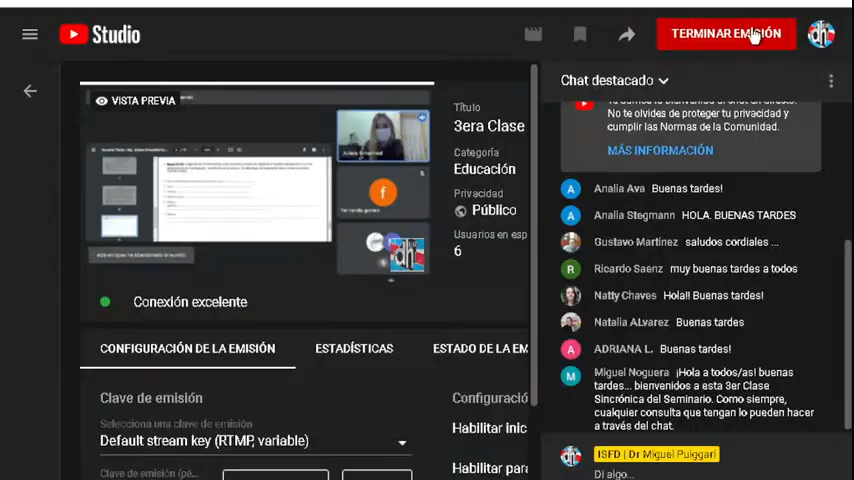 Studio
TERMINAR EMISIÓN
VISTA PREVIA
Título
3era Clase
Categoría
Educación
Privacidad
Público
Usuarios en esp
6
Conexión excelente
CONFIGURACIÓN DE LA EMISIÓN
ESTADÍSTICAS
ESTADO DE LA EM
Clave de emisión
Selecciona una clave de emisión
Default stream key (RTMP, variable)
Clave de emisión (pé...
Configuració
Habilitar inic
Habilitar para
Chat destacado
No te olvides de proteger tu privacidad y
cumplir las Normas de la Comunidad.
MÁS INFORMACIÓN
A Analia Ava Buenas tardes!
A Analia Stegmann HOLA. BUENAS TARDES
Gustavo Martinez saludos cordiales ...
R Ricardo Saenz muy buenas tardes a todos
Natty Chaves Hola!! Buenas tardes!
Natalia ALvarez Buenas tardes
A ADRIANA L. Buenas tardes!
M Miguel Noguera ¡Hola a todos/as! buenas
tardes... bienvenidos a esta 3er Clase
Sincrónica del Seminario. Como siempre,
cualquier consulta que tengan lo pueden hacer
a través del chat.
ISFD | Dr Miguel Puiggari
Di algo...